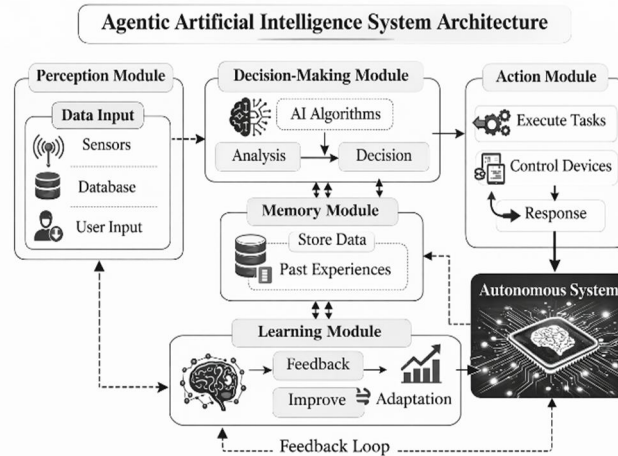 Agentic Artificial Intelligence System Architecture
Perception Module
Data Input
Sensors
Database
User Input
Decision-Making Module
AI Algorithms
Analysis
Decision
Action Module
Execute Tasks
Control Devices
Response
Memory Module
Store Data
Past Experiences
Autonomous System
Learning Module
Feedback
Improve
Adaptation
Feedback Loop